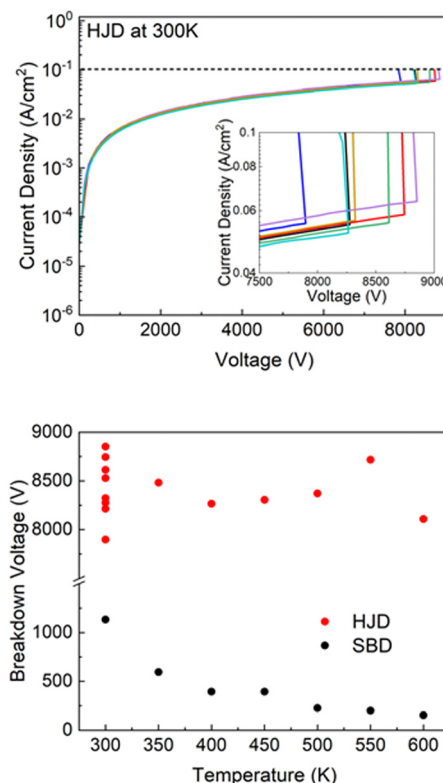 HJD at 300K
10⁰
10⁻¹
10⁻²
10⁻³
10⁻⁴
10⁻⁵
10⁻⁶
Current Density (A/cm²)
0.1
0.08
0.06
0.04
Current Density (A/cm²)
7500 8000 8500 9000
Voltage (V)
0 2000 4000 6000 8000
Voltage (V)
9000
8500
8000
1000
500
0
Breakdown Voltage (V)
HJD
SBD
300 350 400 450 500 550 600
Temperature (K)